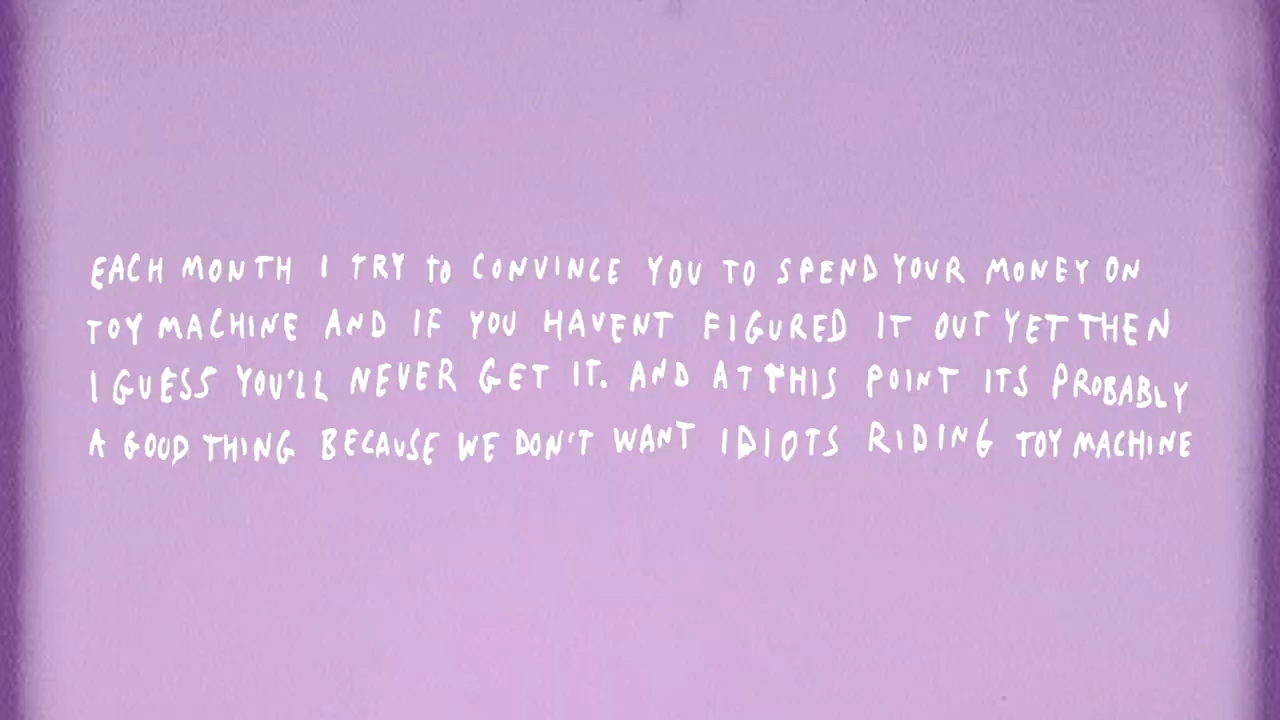 EACH MONTH I TRY TO CONVINCE YOU TO SPEND YOUR MONEY ON
TOY MACHINE AND IF YOU HAVENT FIGURED IT OUT YET THEN
I GUESS YOU'LL NEVER GET IT. AND AT THIS POINT ITS PROBABLY
A GOOD THING BECAUSE WE DON'T WANT IDIOTS RIDING TOY MACHINE